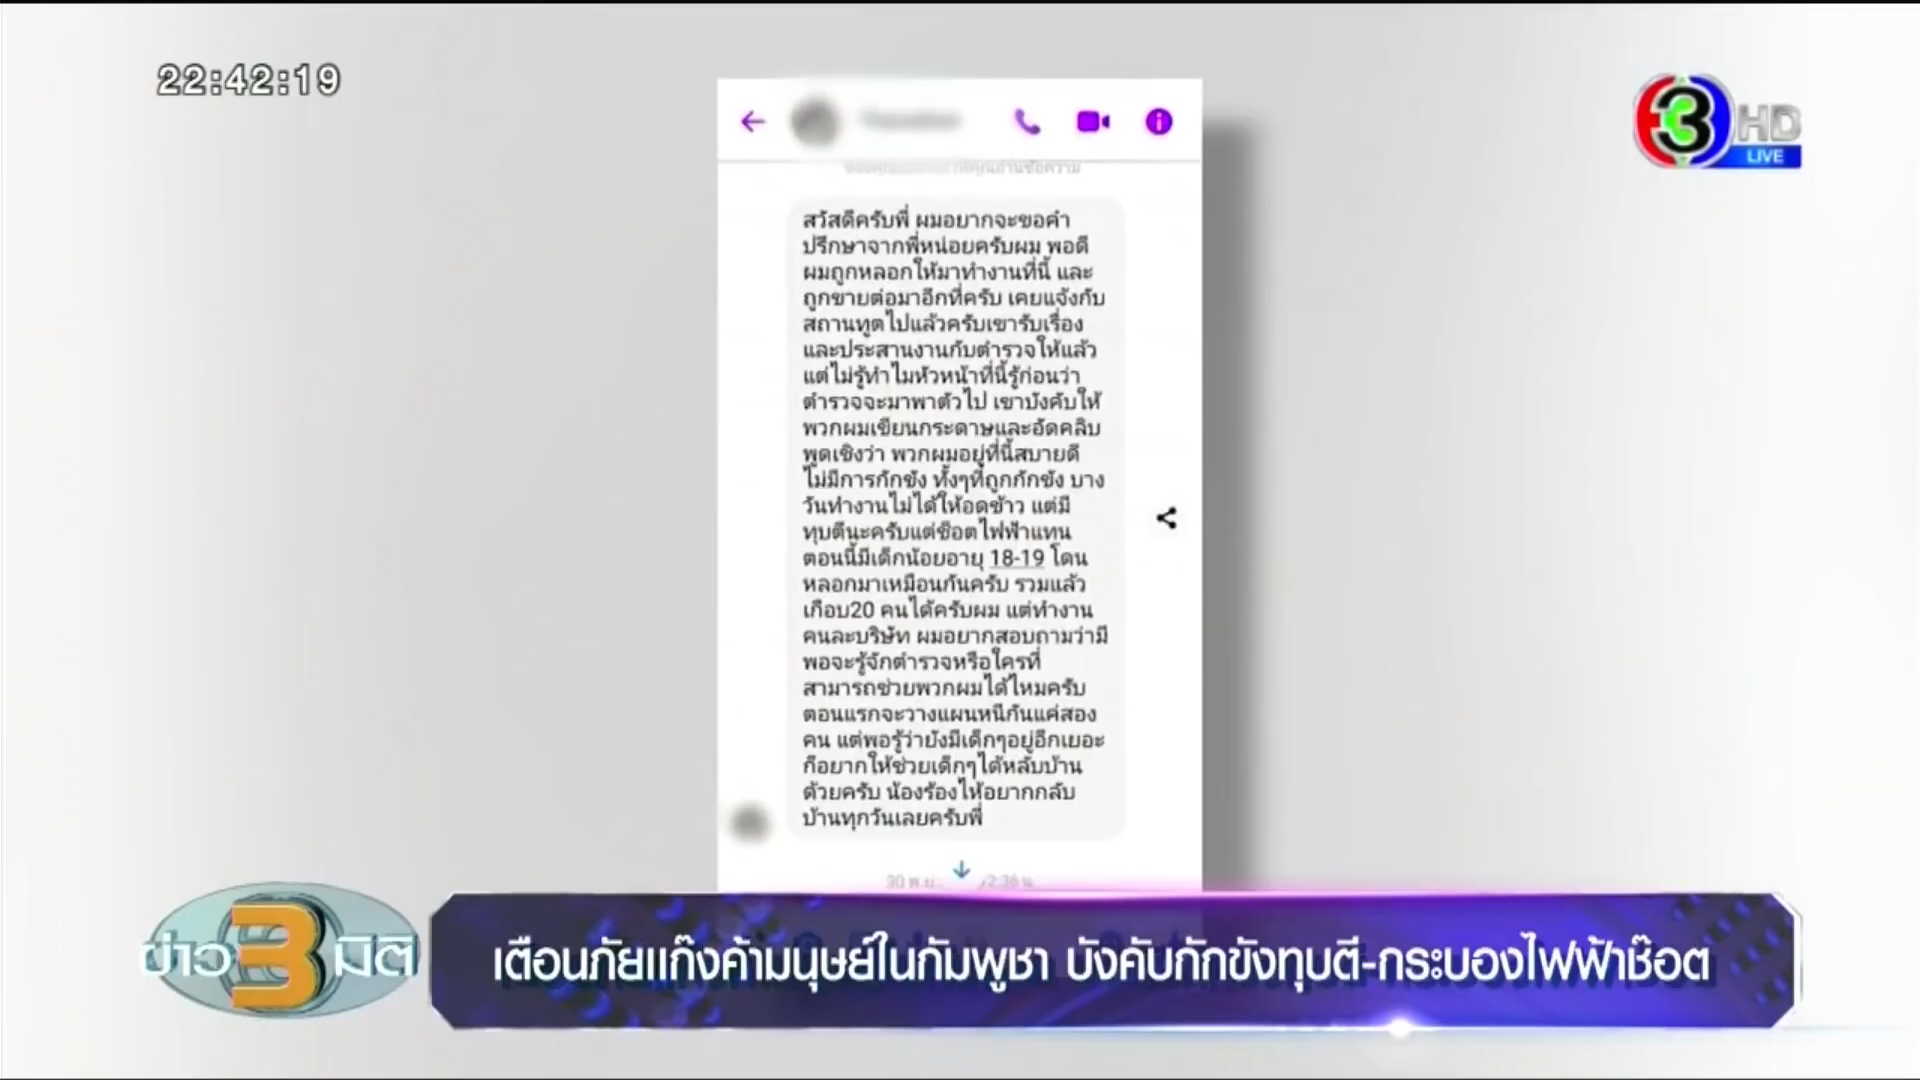 22:42:19
3 HD
LIVE
สวัสดีครับพี่ ผมอยากจะขอคำ
ปรึกษาจากพี่หน่อยครับผม พอดี
ผมถูกหลอกให้มาทำงานที่นี้ และ
ถูกขายต่อมาอีกที่ครับ เคยแจ้งกับ
สถานทูตไปแล้วครับเขารับเรื่อง
และประสานงานกับตำรวจให้แล้ว
แต่ไม่รู้ทำไมหัวหน้าที่นี้รู้ก่อนว่า
ตำรวจจะมาพาตัวไป เขาบังคับให้
พวกผมเขียนกระดาษและอัดคลิบ
พูดเชิงว่า พวกผมอยู่ที่นี้สบายดี
ไม่มีการกักขัง ทั้งๆที่ถูกกักขัง บาง
วันทำงานไม่ได้ให้อดข้าว แต่มี
ทุบตีนะครับแต่ช็อตไฟฟ้าแทน
ตอนนี้มีเด็กน้อยอายุ 18-19 โดน
หลอกมาเหมือนกันครับ รวมแล้ว
เกือบ20 คนได้ครับผม แต่ทำงาน
คนละบริษัท ผมอยากสอบถามว่ามี
พอจะรู้จักตำรวจหรือใครที่
สามารถช่วยพวกผมได้ไหมครับ
ตอนแรกจะวางแผนหนีกันแค่สอง
คน แต่พอรู้ว่ายังมีเด็กๆอยู่อีกเยอะ
ก็อยากให้ช่วยเด็กๆได้หลับบ้าน
ด้วยครับ น้องร้องไห้อยากกลับ
บ้านทุกวันเลยครับพี่
30 พ.ย.
ข่าว 3 มิติ
เตือนภัยแก๊งค้ามนุษย์ในกัมพูชา บังคับกักขังทุบตี-กระบองไฟฟ้าช๊อต